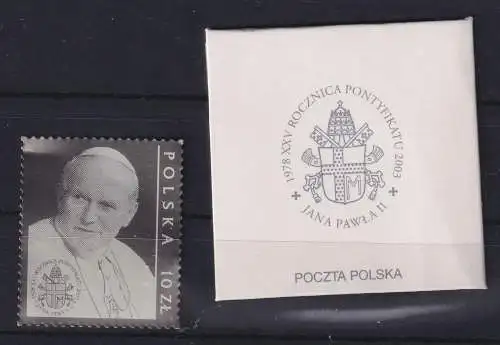 POLSKA 10 ZŁ
1978 XXV ROCZNICA PONTYFIKATU 2003
JANA PAWŁA II
POCZTA POLSKA